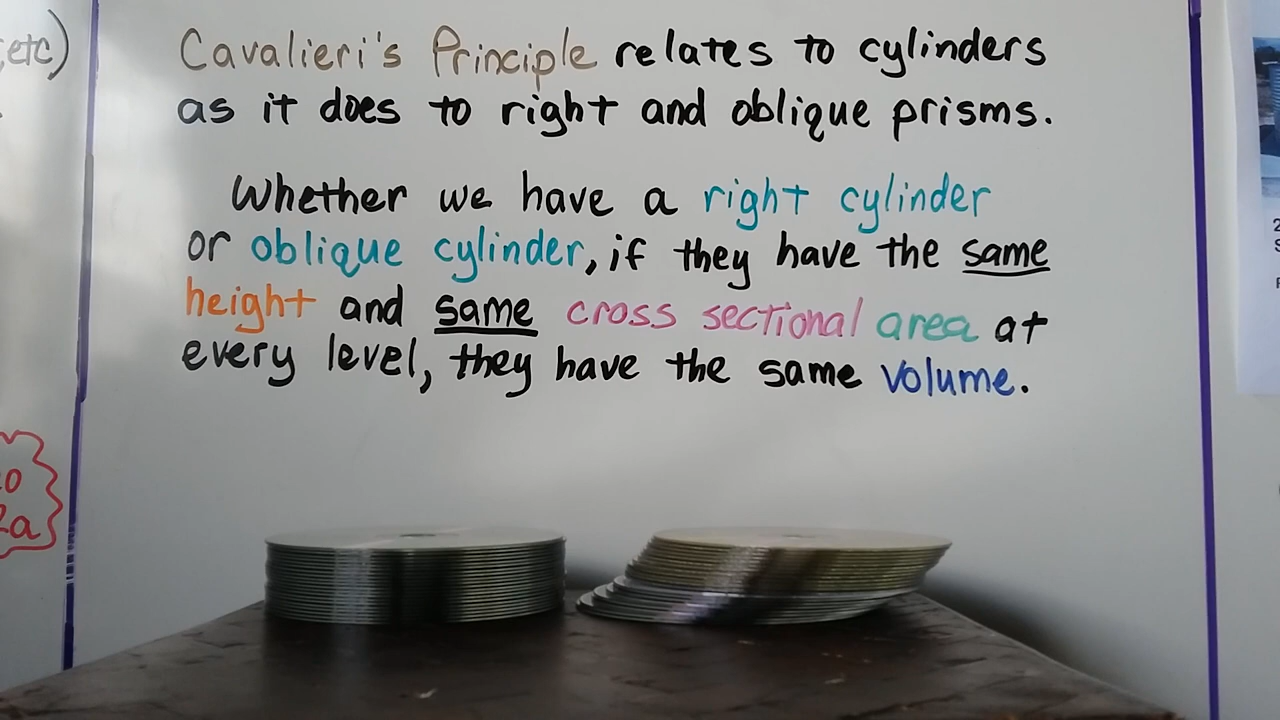 etc)
Cavalieri's Principle relates to cylinders
as it does to right and oblique prisms.
Whether we have a right cylinder
or oblique cylinder, if they have the same
height and same cross sectional area at
every level, they have the same volume.